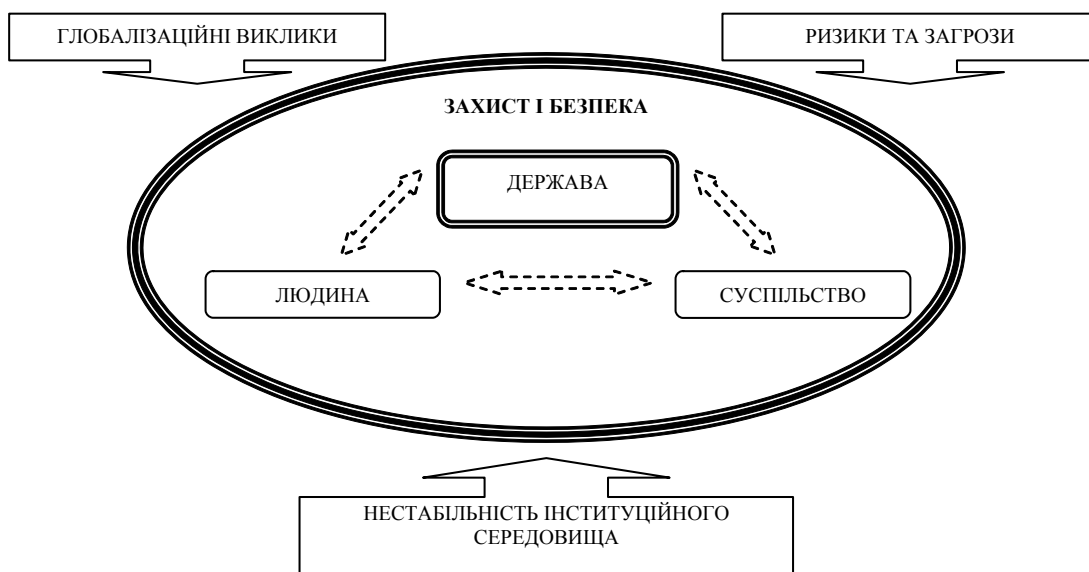 ГЛОБАЛІЗАЦІЙНІ ВИКЛИКИ
РИЗИКИ ТА ЗАГРОЗИ
ЗАХИСТ І БЕЗПЕКА
ДЕРЖАВА
ЛЮДИНА
СУСПІЛЬСТВО
НЕСТАБІЛЬНІСТЬ ІНСТИТУЦІЙНОГО
СЕРЕДОВИЩА